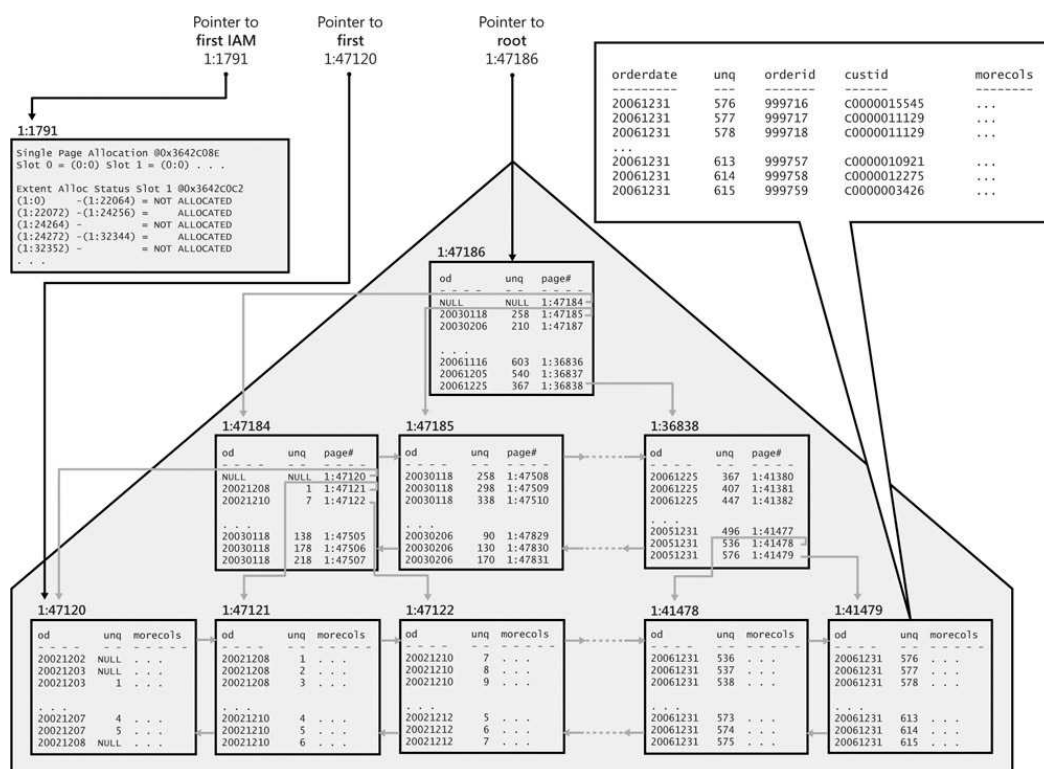 Pointer to
first IAM
1:1791
Pointer to
first
1:47120
Pointer to
root
1:47186
orderdate unq orderid custid morecols
--------- --- ------- ------ --------
20061231 576 999716 C0000015545 ...
20061231 577 999717 C0000011129 ...
20061231 578 999718 C0000011129 ...
...
20061231 613 999757 C0000010921 ...
20061231 614 999758 C0000012275 ...
20061231 615 999759 C0000003426 ...
1:1791
Single Page Allocation @0x3642C08E
Slot 0 = (0:0) Slot 1 = (0:0) . . .
Extent Alloc Status Slot 1 @0x3642C0C2
(1:0) -(1:22064) = NOT ALLOCATED
(1:22072) -(1:24256) = ALLOCATED
(1:24264) - = NOT ALLOCATED
(1:24272) -(1:32344) = ALLOCATED
(1:32352) - = NOT ALLOCATED
. . .
1:47186
od unq page#
- - - - - - - - - -
NULL NULL 1:47184
20030118 258 1:47185
20030206 210 1:47187
. . .
20061116 603 1:36836
20061205 540 1:36837
20061225 367 1:36838
1:47184
od unq page#
- - - - - - - - - -
NULL NULL 1:47120
20021208 1 1:47121
20021210 7 1:47122
. . .
20030118 138 1:47505
20030118 178 1:47506
20030118 218 1:47507
1:47185
od unq page#
- - - - - - - - - -
20030118 258 1:47508
20030118 298 1:47509
20030118 338 1:47510
. . .
20030206 90 1:47829
20030206 130 1:47830
20030206 170 1:47831
1:36838
od unq page#
- - - - - - - - - -
20061225 367 1:41380
20061225 407 1:41381
20061225 447 1:41382
. . .
20051231 496 1:41477
20051231 536 1:41478
20051231 576 1:41479
1:47120
od unq morecols
- - - - - - - - - -
20021202 NULL . . .
20021203 NULL . . .
20021203 1 . . .
. . .
20021207 4 . . .
20021207 5 . . .
20021208 NULL . . .
1:47121
od unq morecols
- - - - - - - - - -
20021208 1 . . .
20021208 2 . . .
20021208 3 . . .
. . .
20021210 4 . . .
20021210 5 . . .
20021210 6 . . .
1:47122
od unq morecols
- - - - - - - - - -
20021210 7 . . .
20021210 8 . . .
20021210 9 . . .
. . .
20021212 5 . . .
20021212 6 . . .
20021212 7 . . .
1:41478
od unq morecols
- - - - - - - - - -
20061231 536 . . .
20061231 537 . . .
20061231 538 . . .
. . .
20061231 573 . . .
20061231 574 . . .
20061231 575 . . .
1:41479
od unq morecols
- - - - - - - - - -
20061231 576 . . .
20061231 577 . . .
20061231 578 . . .
. . .
20061231 613 . . .
20061231 614 . . .
20061231 615 . . .